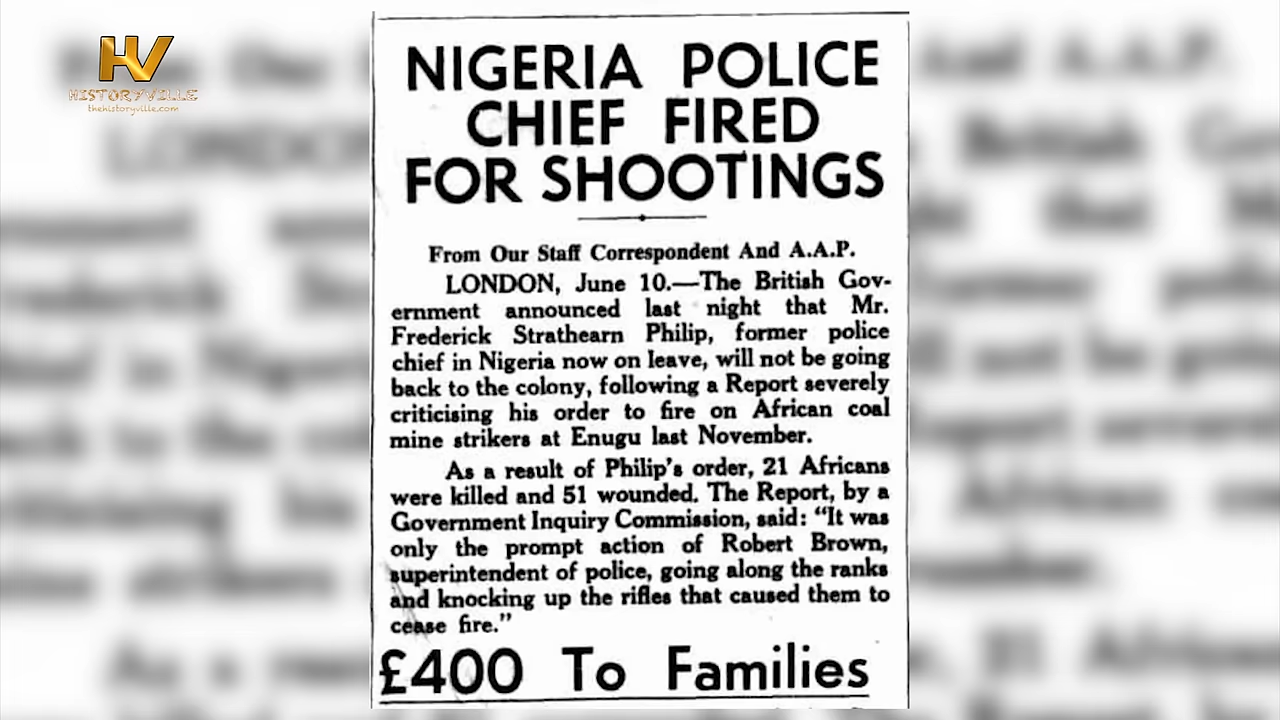 HV
HISTORYVILLE
thehistoryville.com
NIGERIA POLICE
CHIEF FIRED
FOR SHOOTINGS
From Our Staff Correspondent And A.A.P.
LONDON, June 10.—The British Gov-
ernment announced last night that Mr.
Frederick Strathearn Philip, former police
chief in Nigeria now on leave, will not be going
back to the colony, following a Report severely
criticising his order to fire on African coal
mine strikers at Enugu last November.
As a result of Philip's order, 21 Africans
were killed and 51 wounded. The Report, by a
Government Inquiry Commission, said: "It was
only the prompt action of Robert Brown,
superintendent of police, going along the ranks
and knocking up the rifles that caused them to
cease fire."
£400 To Families